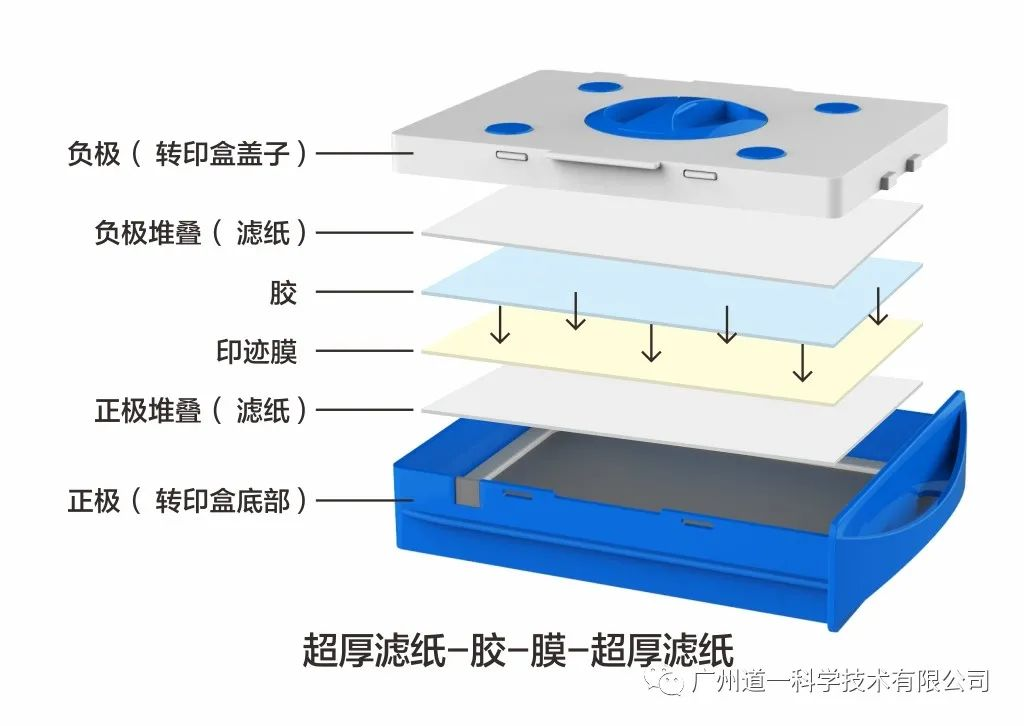 负极（ 转印盒盖子）
负极堆叠（ 滤纸）
胶
印迹膜
正极堆叠（ 滤纸）
正极（ 转印盒底部）
超厚滤纸–胶–膜–超厚滤纸
广州道一科学技术有限公司